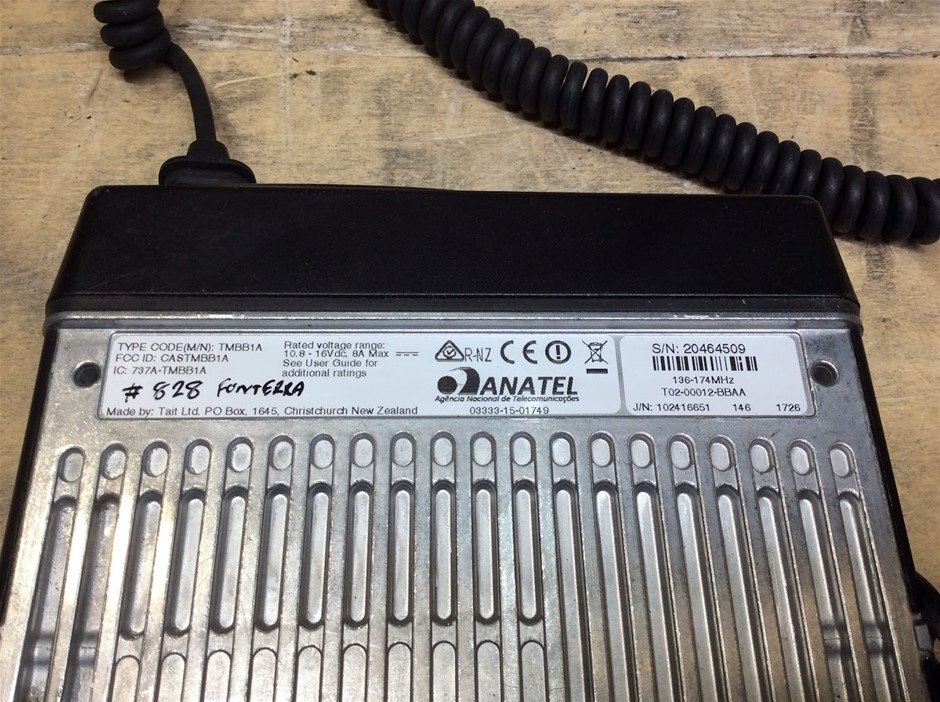 TYPE CODE(M/N): TMBB1A
FCC ID: CASTMBB1A
IC: 737A-TMBB1A
# 828 FONTERRA
Made by: Tait Ltd. PO Box, 1645, Christchurch New Zealand
Rated voltage range:
10.8 - 16Vdc, 8A Max
See User Guide for
additional ratings
R-NZ CE
ANATEL
Agência Nacional de Telecomunicações
03333-15-01749
S/N: 20464509
136-174MHz
T02-00012-BBAA
J/N: 102416651 146 1726